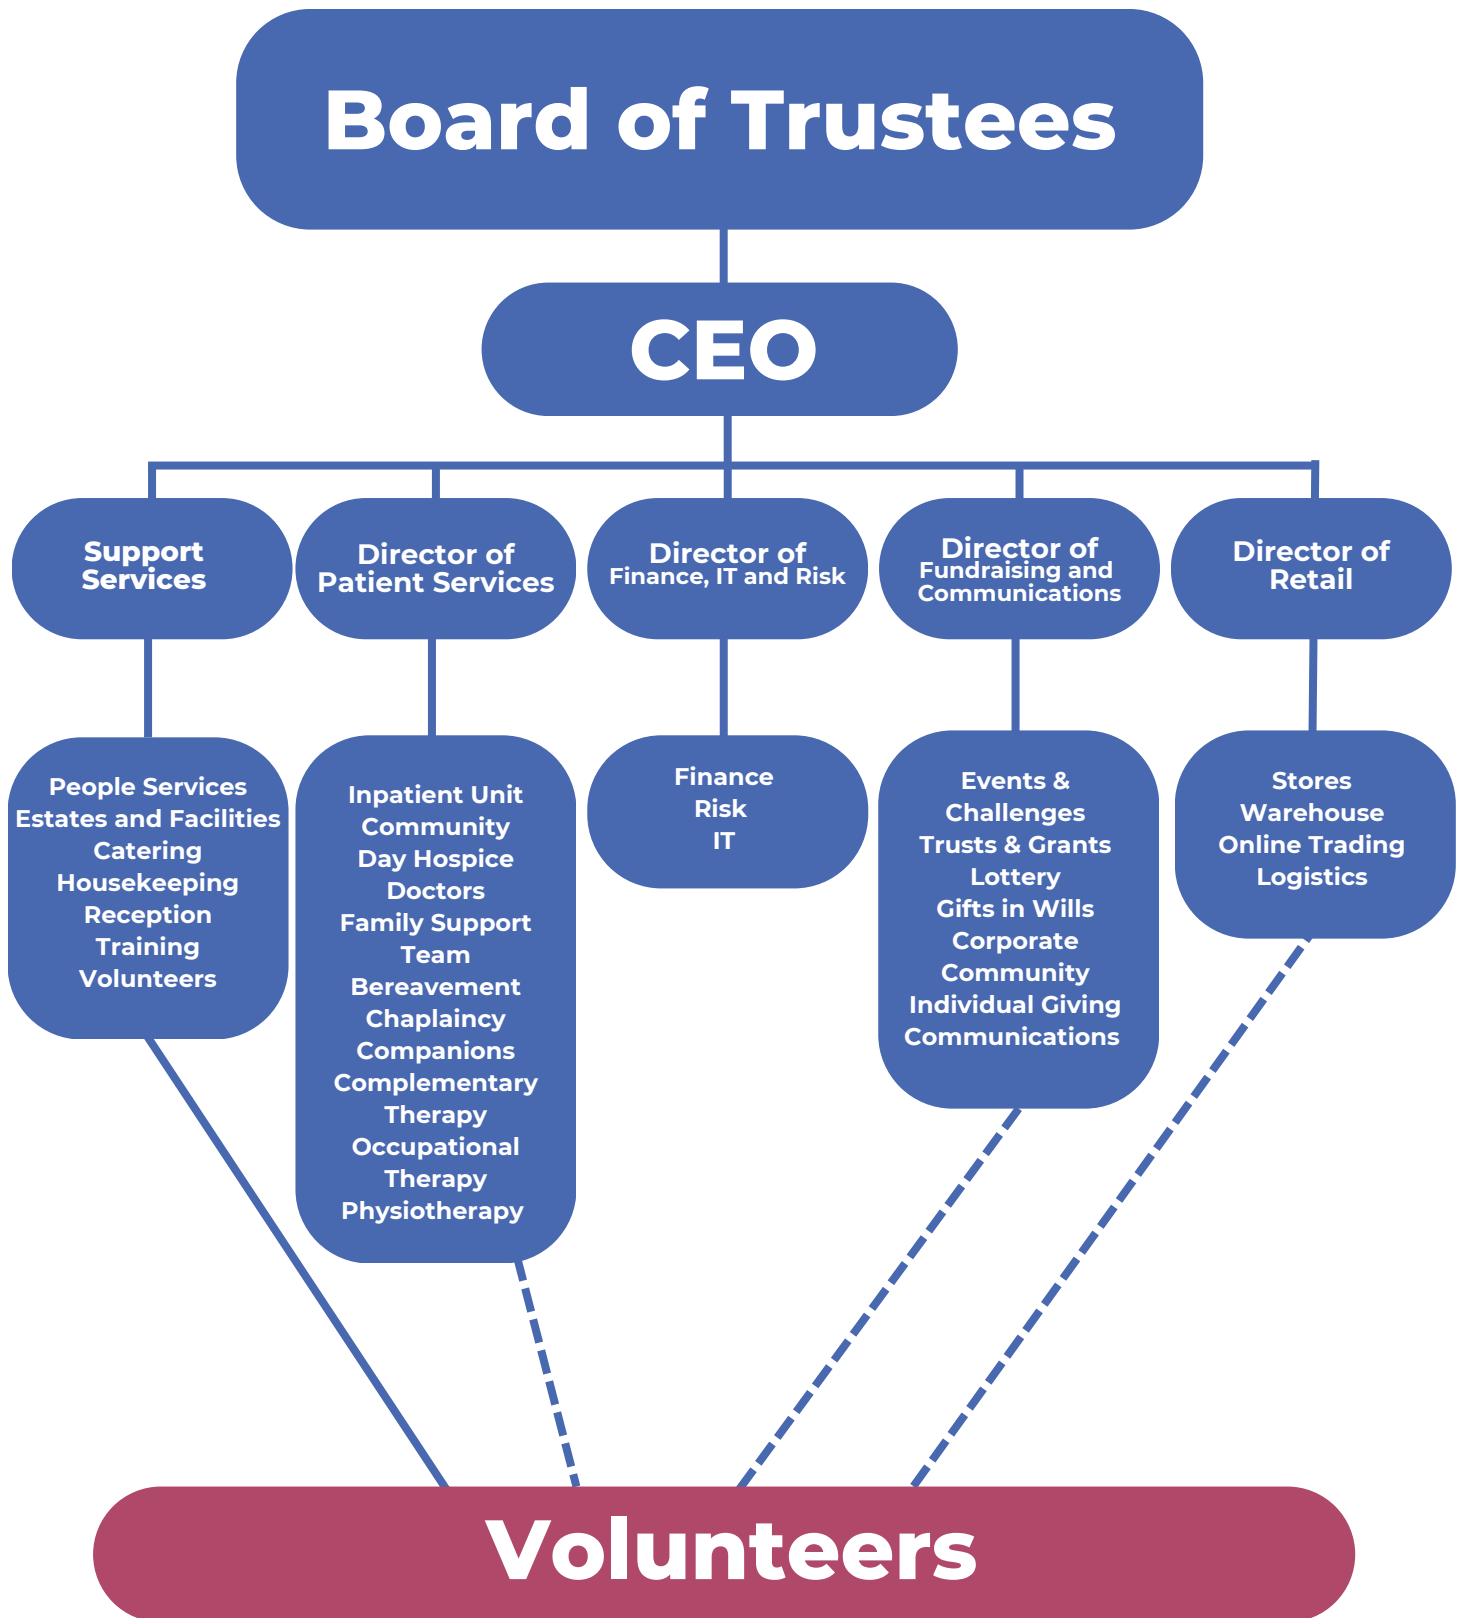 Board of Trustees
CEO
Support
Services
Director of
Patient Services
Director of
Finance, IT and Risk
Director of
Fundraising and
Communications
Director of
Retail
People Services
Estates and Facilities
Catering
Housekeeping
Reception
Training
Volunteers
Inpatient Unit
Community
Day Hospice
Doctors
Family Support
Team
Bereavement
Chaplaincy
Companions
Complementary
Therapy
Occupational
Therapy
Physiotherapy
Finance
Risk
IT
Events &
Challenges
Trusts & Grants
Lottery
Gifts in Wills
Corporate
Community
Individual Giving
Communications
Stores
Warehouse
Online Trading
Logistics
Volunteers